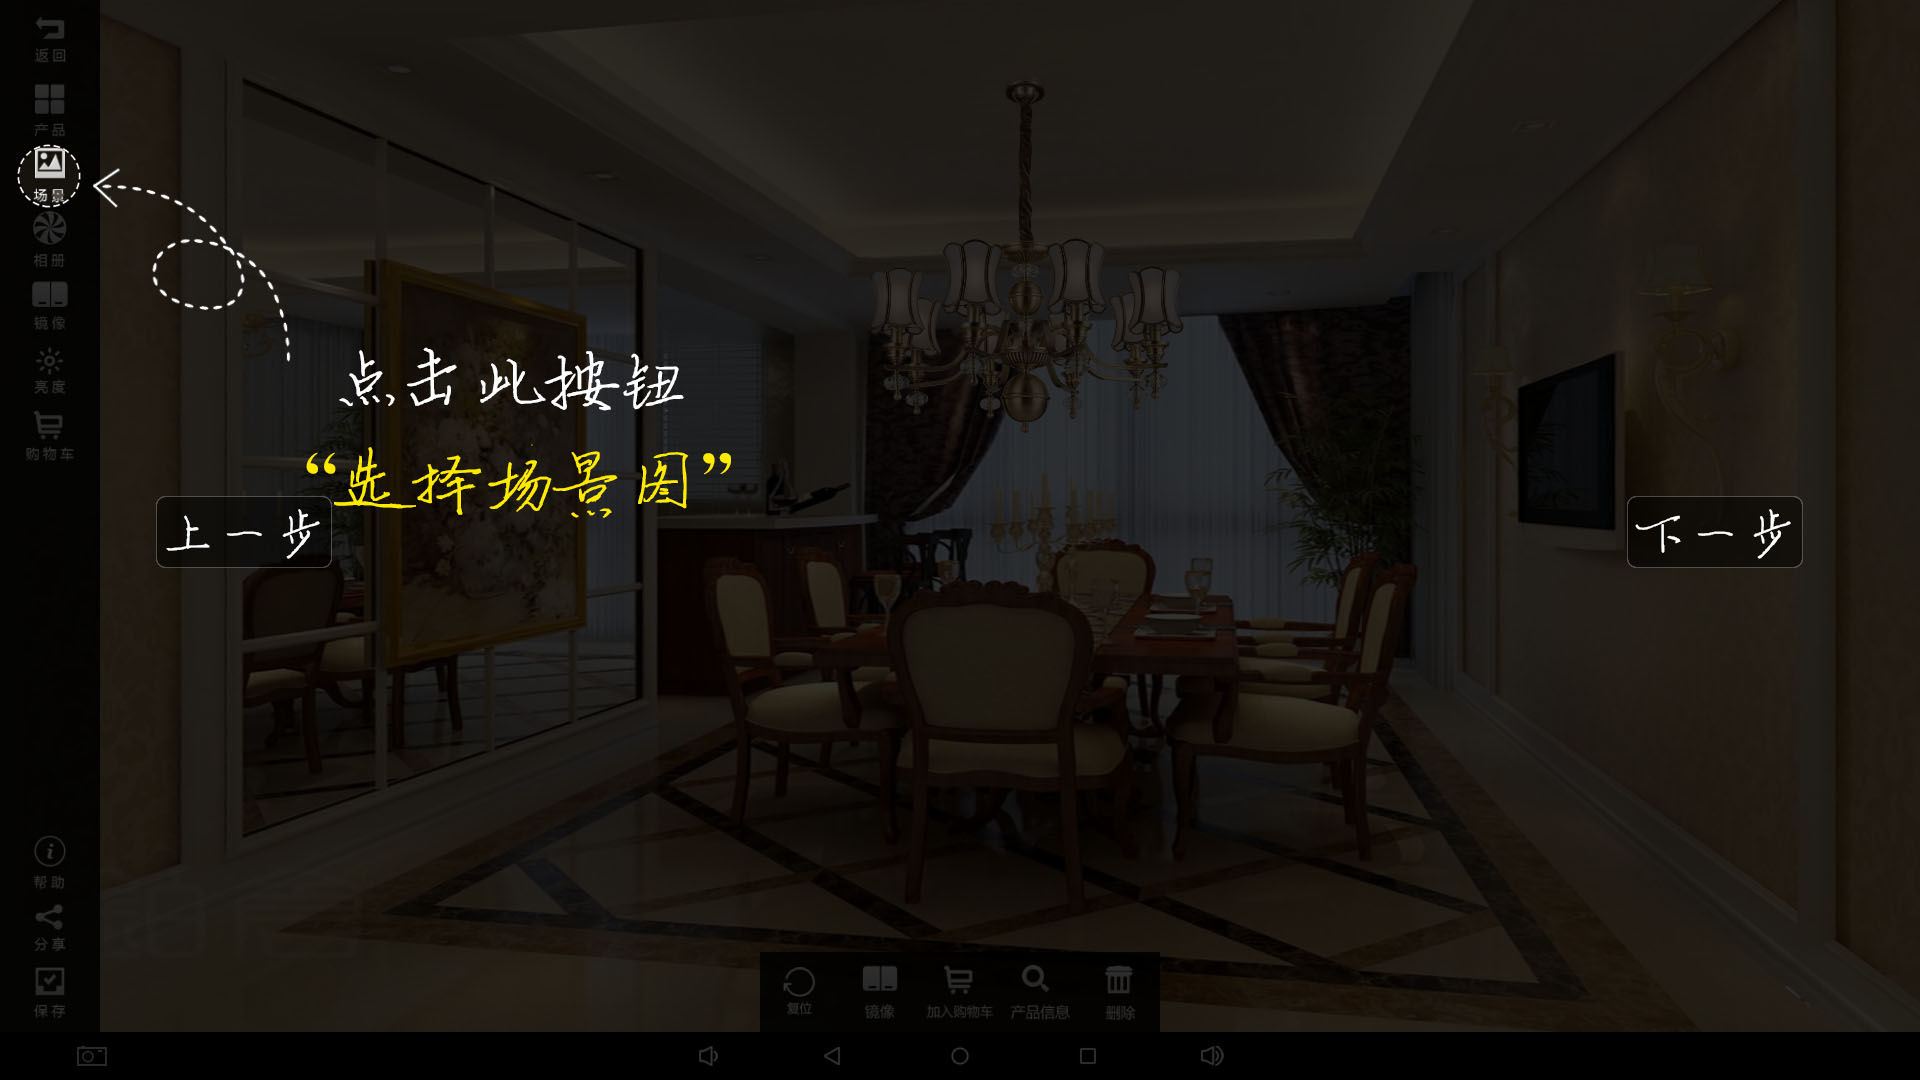 返回
产品
场景
相册
镜像
亮度
购物车
点击此按钮
“选择场景图”
上一步
下一步
帮助
分享
保存
复位
镜像
加入购物车
产品信息
删除